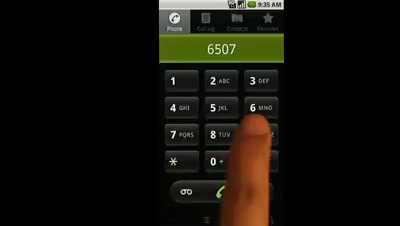 9:35 AM
Phone Call log Contacts Favorites
6507
1 2 ABC 3 DEF
4 GHI 5 JKL 6 MNO
7 PQRS 8 TUV
* 0 +